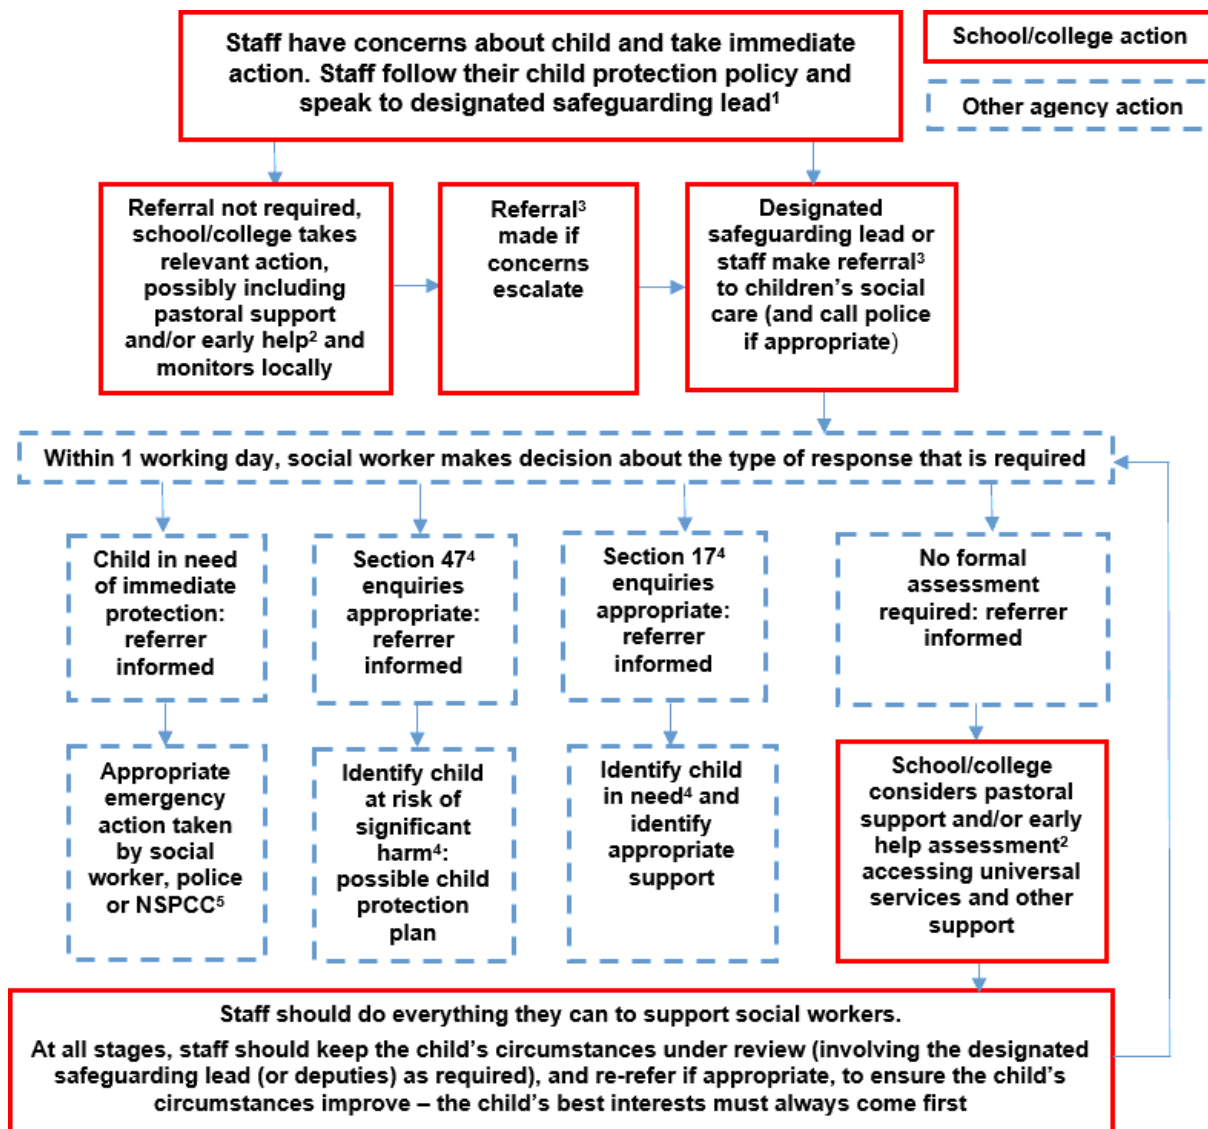 Staff have concerns about child and take immediate
action. Staff follow their child protection policy and
speak to designated safeguarding lead¹
School/college action
Other agency action
Referral not required,
school/college takes
relevant action,
possibly including
pastoral support
and/or early help² and
monitors locally
Referral³
made if
concerns
escalate
Designated
safeguarding lead or
staff make referral³
to children’s social
care (and call police
if appropriate)
Within 1 working day, social worker makes decision about the type of response that is required
Child in need
of immediate
protection:
referrer
informed
Section 47⁴
enquiries
appropriate:
referrer
informed
Section 17⁴
enquiries
appropriate:
referrer
informed
No formal
assessment
required: referrer
informed
Appropriate
emergency
action taken
by social
worker, police
or NSPCC⁵
Identify child
at risk of
significant
harm⁴:
possible child
protection
plan
Identify child
in need⁴ and
identify
appropriate
support
School/college
considers pastoral
support and/or early
help assessment²
accessing universal
services and other
support
Staff should do everything they can to support social workers.
At all stages, staff should keep the child’s circumstances under review (involving the designated
safeguarding lead (or deputies) as required), and re-refer if appropriate, to ensure the child’s
circumstances improve – the child’s best interests must always come first